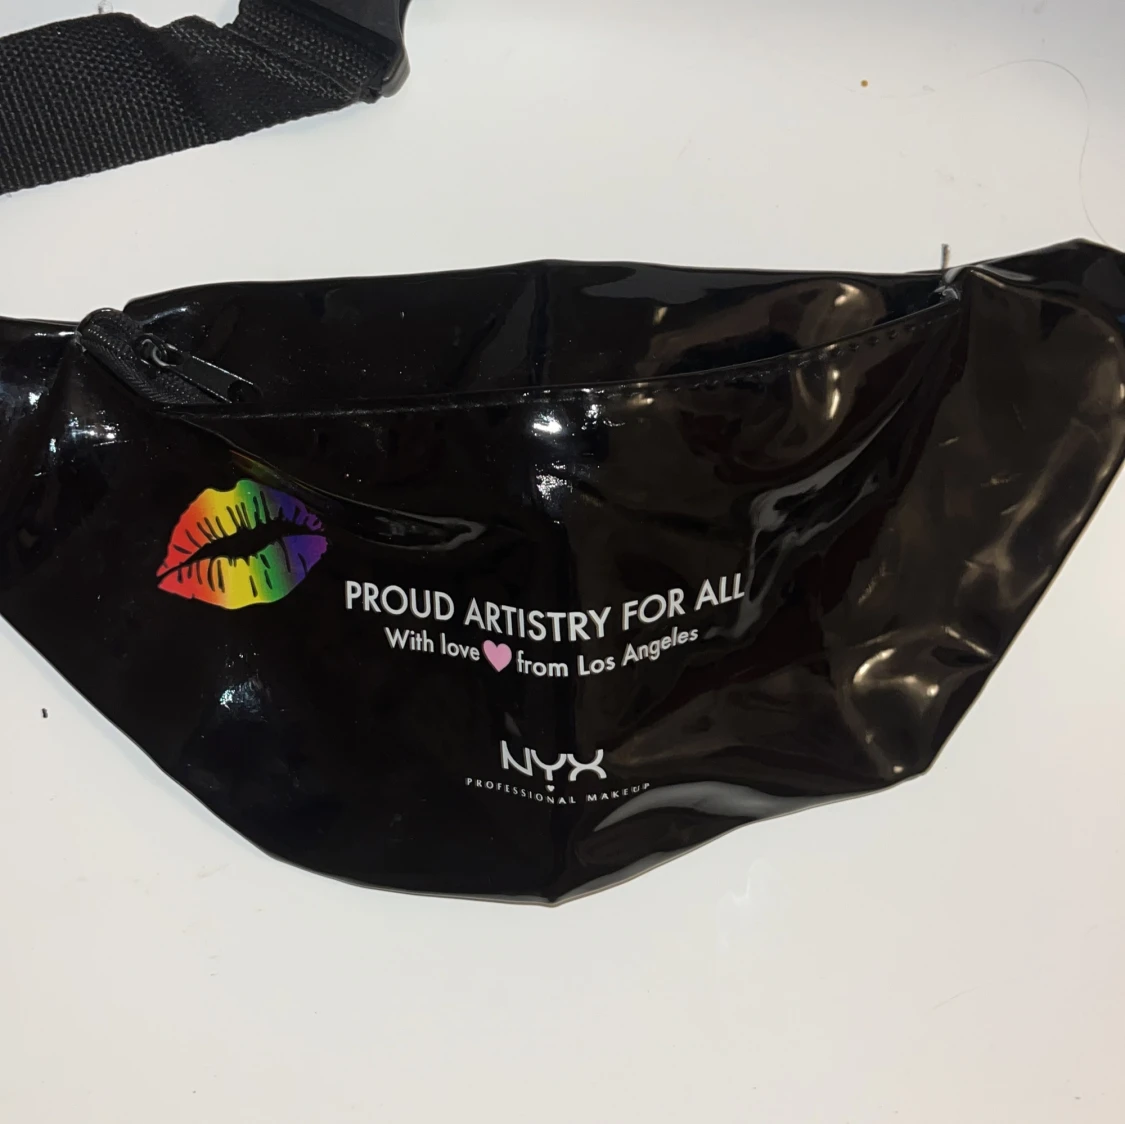 PROUD ARTISTRY FOR ALL
With love from Los Angeles
NYX
PROFESSIONAL MAKEUP